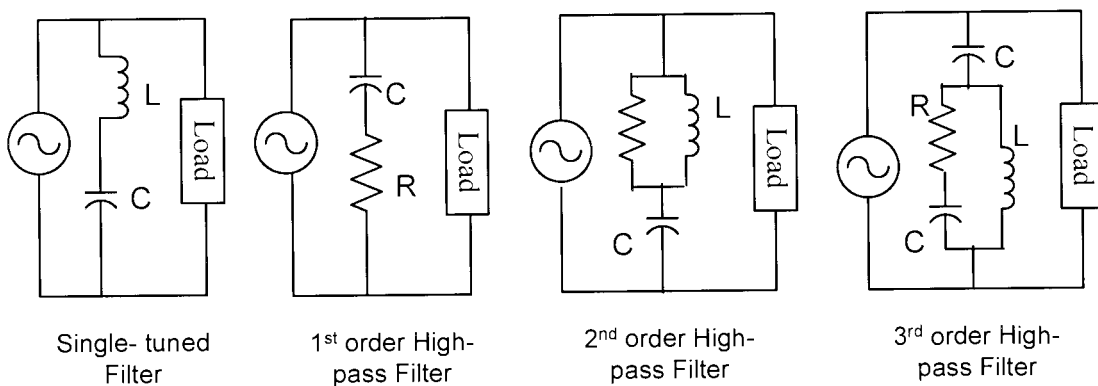 L
C
Load
Single- tuned
Filter
C
R
Load
1st order High-
pass Filter
L
C
Load
2nd order High-
pass Filter
C
R
L
C
Load
3rd order High-
pass Filter